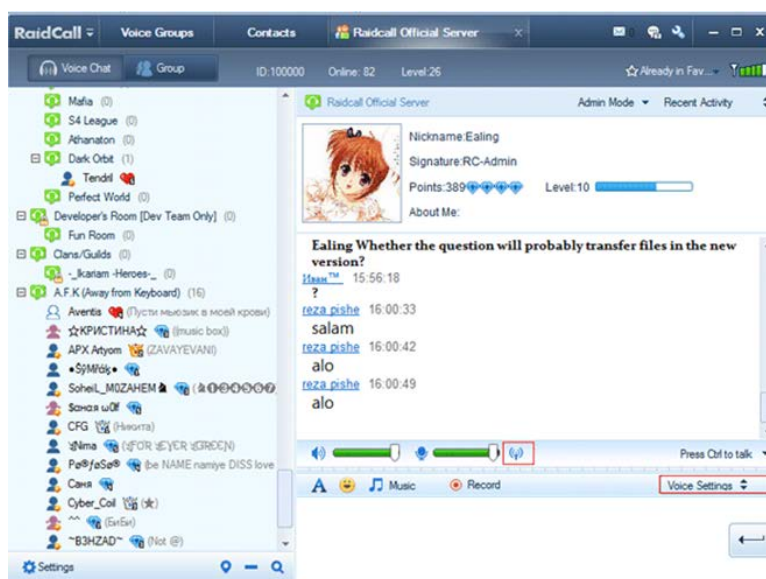 RaidCall Voice Groups Contacts Raidcall Official Server
Voice Chat Group ID:100000 Online: 82 Level:26 Already in Fav...
Mafia (0)
S4 League (0)
Athanaton (0)
Dark Orbit (1)
Tendril
Perfect World (0)
Developer's Room [Dev Team Only] (0)
Fun Room (0)
Clans/Guilds (0)
-_Ikariam -Heroes-_ (0)
A.F.K (Away from Keyboard) (16)
Aventis (Пусти мьюзик в моей крови)
☆КРИСТИНА☆ ((music box))
APX Artyom (ZAVAYEVANI)
SoheiL_M0ZAHEM
CFG (Никита)
(be NAME namiye DISS love
Саня
Cyber_Coil (★)
^^ (БиБи)
~B3HZAD~ (Not @)
Settings
Raidcall Official Server Admin Mode Recent Activity
Nickname:Ealing
Signature:RC-Admin
Points:389 Level:10
About Me:
Ealing Whether the question will probably transfer files in the new
version?
Иван™ 15:56:18
?
reza pishe 16:00:33
salam
reza pishe 16:00:42
alo
reza pishe 16:00:49
alo
Press Ctrl to talk
A Music Record Voice Settings